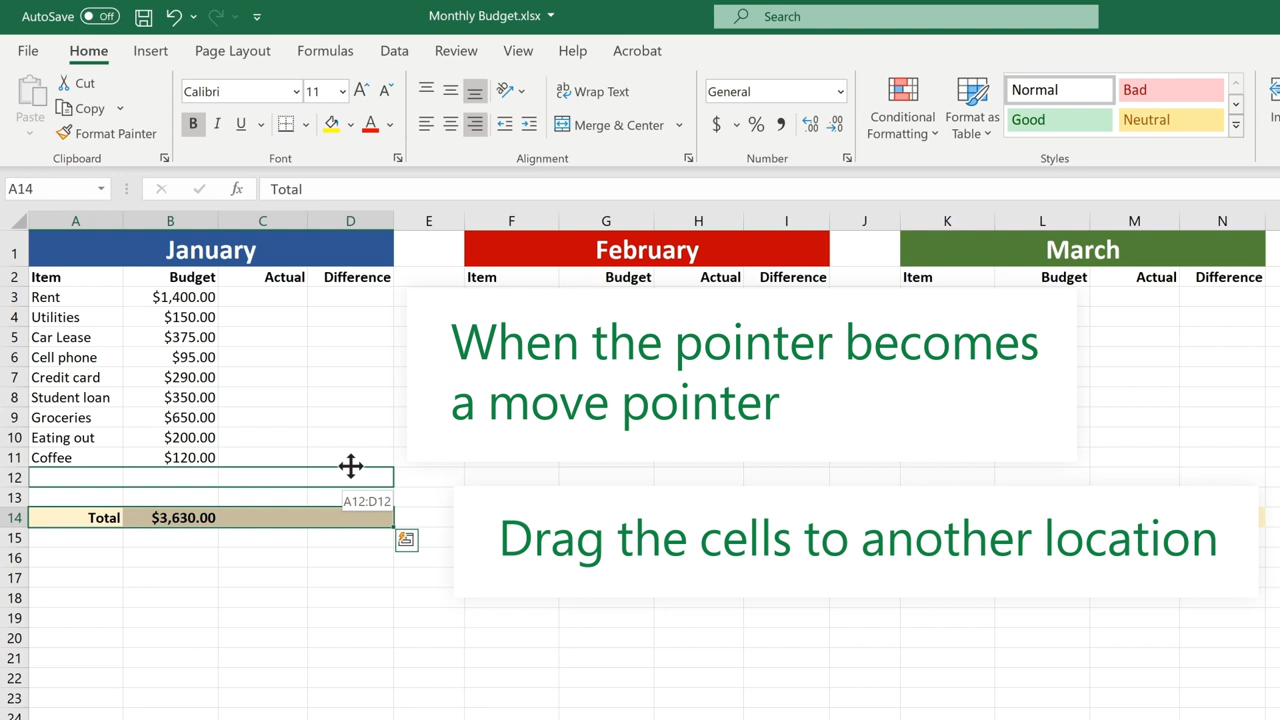 AutoSave Off Monthly Budget.xlsx Search
File Home Insert Page Layout Formulas Data Review View Help Acrobat
Paste Cut Copy Format Painter
Clipboard
Calibri 11 A A
B I U A
Font
ab Wrap Text
Merge & Center
Alignment
General
$ % 9 .00
Number
Conditional Formatting
Format as Table
Normal Bad
Good Neutral
Styles
A14 fx Total
A B C D E F G H I J K L M N
1 January February March
2 Item Budget Actual Difference Item Budget Actual Difference Item Budget Actual Difference
3 Rent $1,400.00
4 Utilities $150.00
5 Car Lease $375.00
6 Cell phone $95.00
7 Credit card $290.00
8 Student loan $350.00
9 Groceries $650.00
10 Eating out $200.00
11 Coffee $120.00
12
13 A12:D12
14 Total $3,630.00
15
16
17
18
19
20
21
22
23
24
When the pointer becomes
a move pointer
Drag the cells to another location